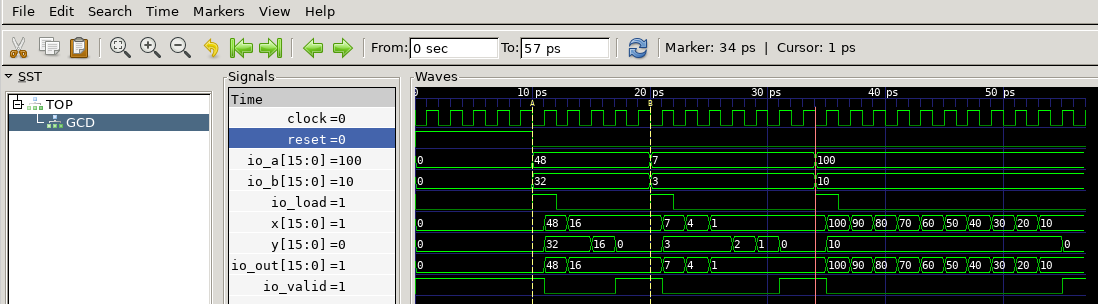 File Edit Search Time Markers View Help
From: 0 sec To: 57 ps Marker: 34 ps | Cursor: 1 ps
SST
TOP
GCD
Signals
Time
clock =0
reset =0
io_a[15:0] =100
io_b[15:0] =10
io_load =1
x[15:0] =1
y[15:0] =0
io_out[15:0] =1
io_valid =1
Waves
0 10 ps 20 ps 30 ps 40 ps 50 ps
A B
0 48 7 100
0 32 3 10
0 48 16 7 4 1 100 90 80 70 60 50 40 30 20 10
0 32 16 0 3 2 1 0 10 0
0 48 16 7 4 1 100 90 80 70 60 50 40 30 20 10